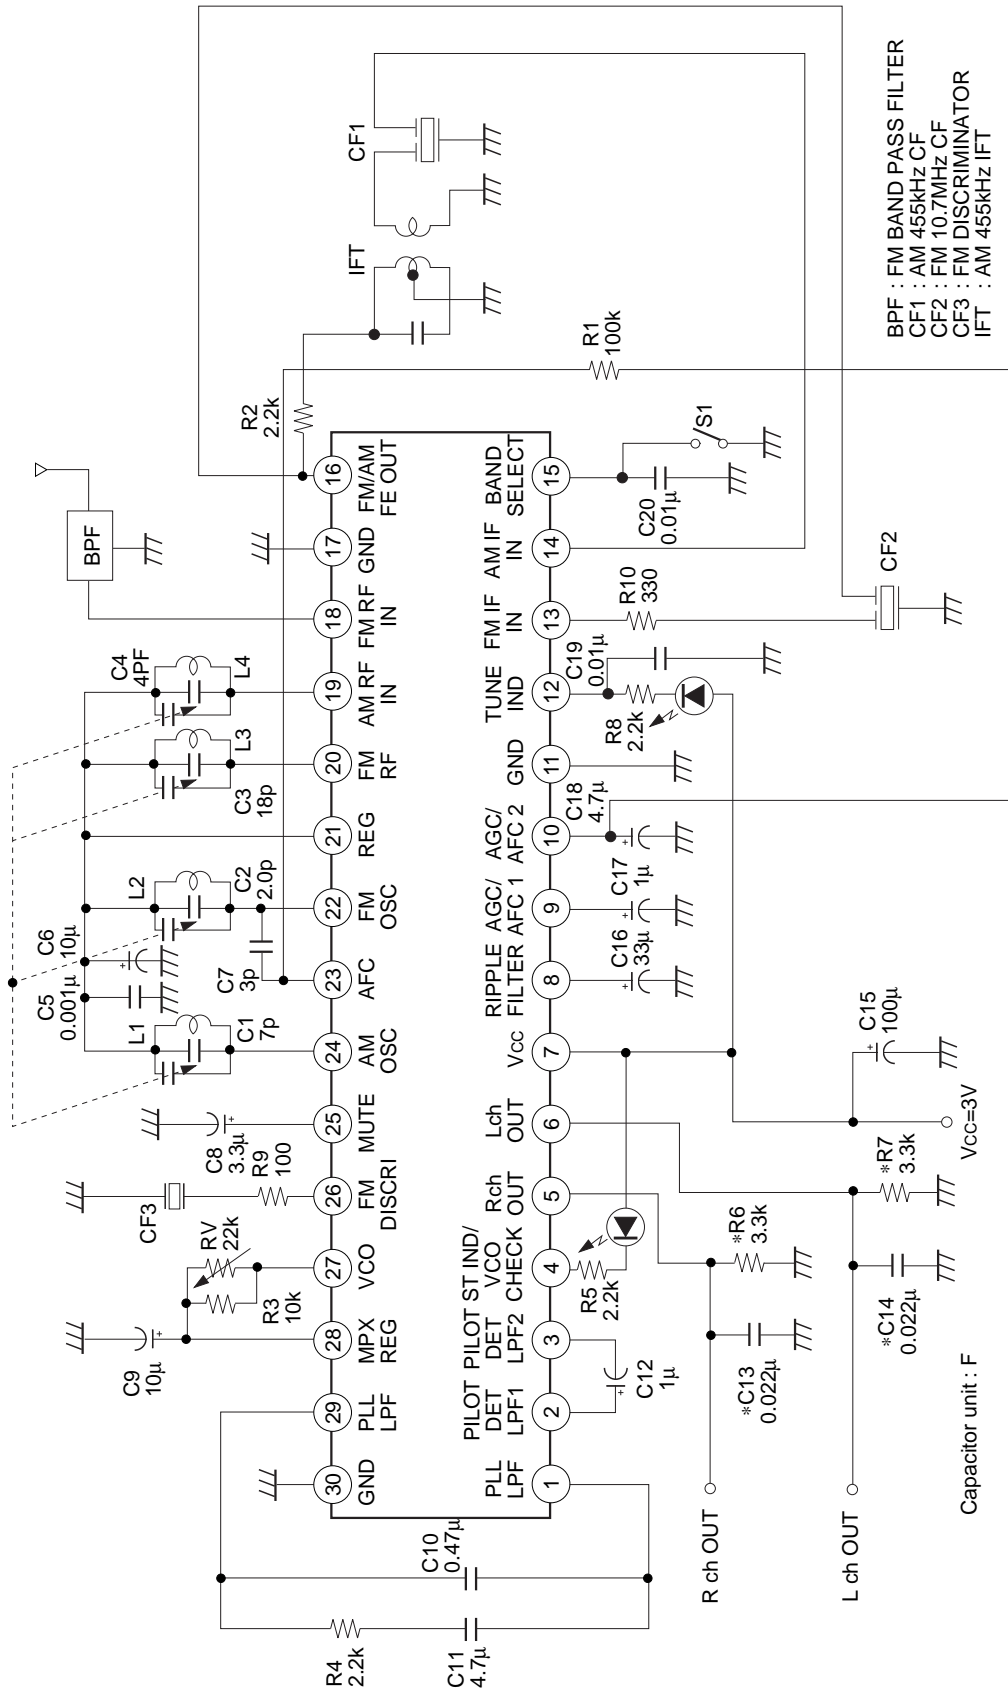 C9
10μ
RV
22k
R3
10k
CF3
R9
100
C8
3.3μ
L1
C1
7p
C5
0.001μ
C6
10μ
C7
3p
L2
C2
2.0p
C3
18p
L3
C4
4PF
L4
BPF
R2
2.2k
IFT
CF1
30
GND
29
PLL
LPF
28
MPX
REG
27
VCO
26
FM
DISCRI
25
MUTE
24
AM
OSC
23
AFC
22
FM
OSC
21
REG
20
FM
RF
19
AM RF
IN
18
FM RF
IN
17
GND
16
FM/AM
FE OUT
PLL
LPF
1
PILOT
DET
LPF1
2
PILOT
DET
LPF2
3
ST IND/
VCO
CHECK
4
Rch
OUT
5
Lch
OUT
6
Vcc
7
RIPPLE
FILTER
8
AGC/
AFC 1
9
AGC/
AFC 2
10
GND
11
TUNE
IND
12
FM IF
IN
13
AM IF
IN
14
BAND
SELECT
15
R4
2.2k
C11
4.7μ
C10
0.47μ
C12
1μ
R5
2.2k
C16
33μ
C17
1μ
C18
4.7μ
R8
2.2k
C19
0.01μ
R10
330
C20
0.01μ
S1
R1
100k
R ch OUT
*C13
0.022μ
*R6
3.3k
L ch OUT
*C14
0.022μ
*R7
3.3k
C15
100μ
Vcc=3V
CF2
Capacitor unit : F
BPF : FM BAND PASS FILTER
CF1 : AM 455kHz CF
CF2 : FM 10.7MHz CF
CF3 : FM DISCRIMINATOR
IFT : AM 455kHz IFT